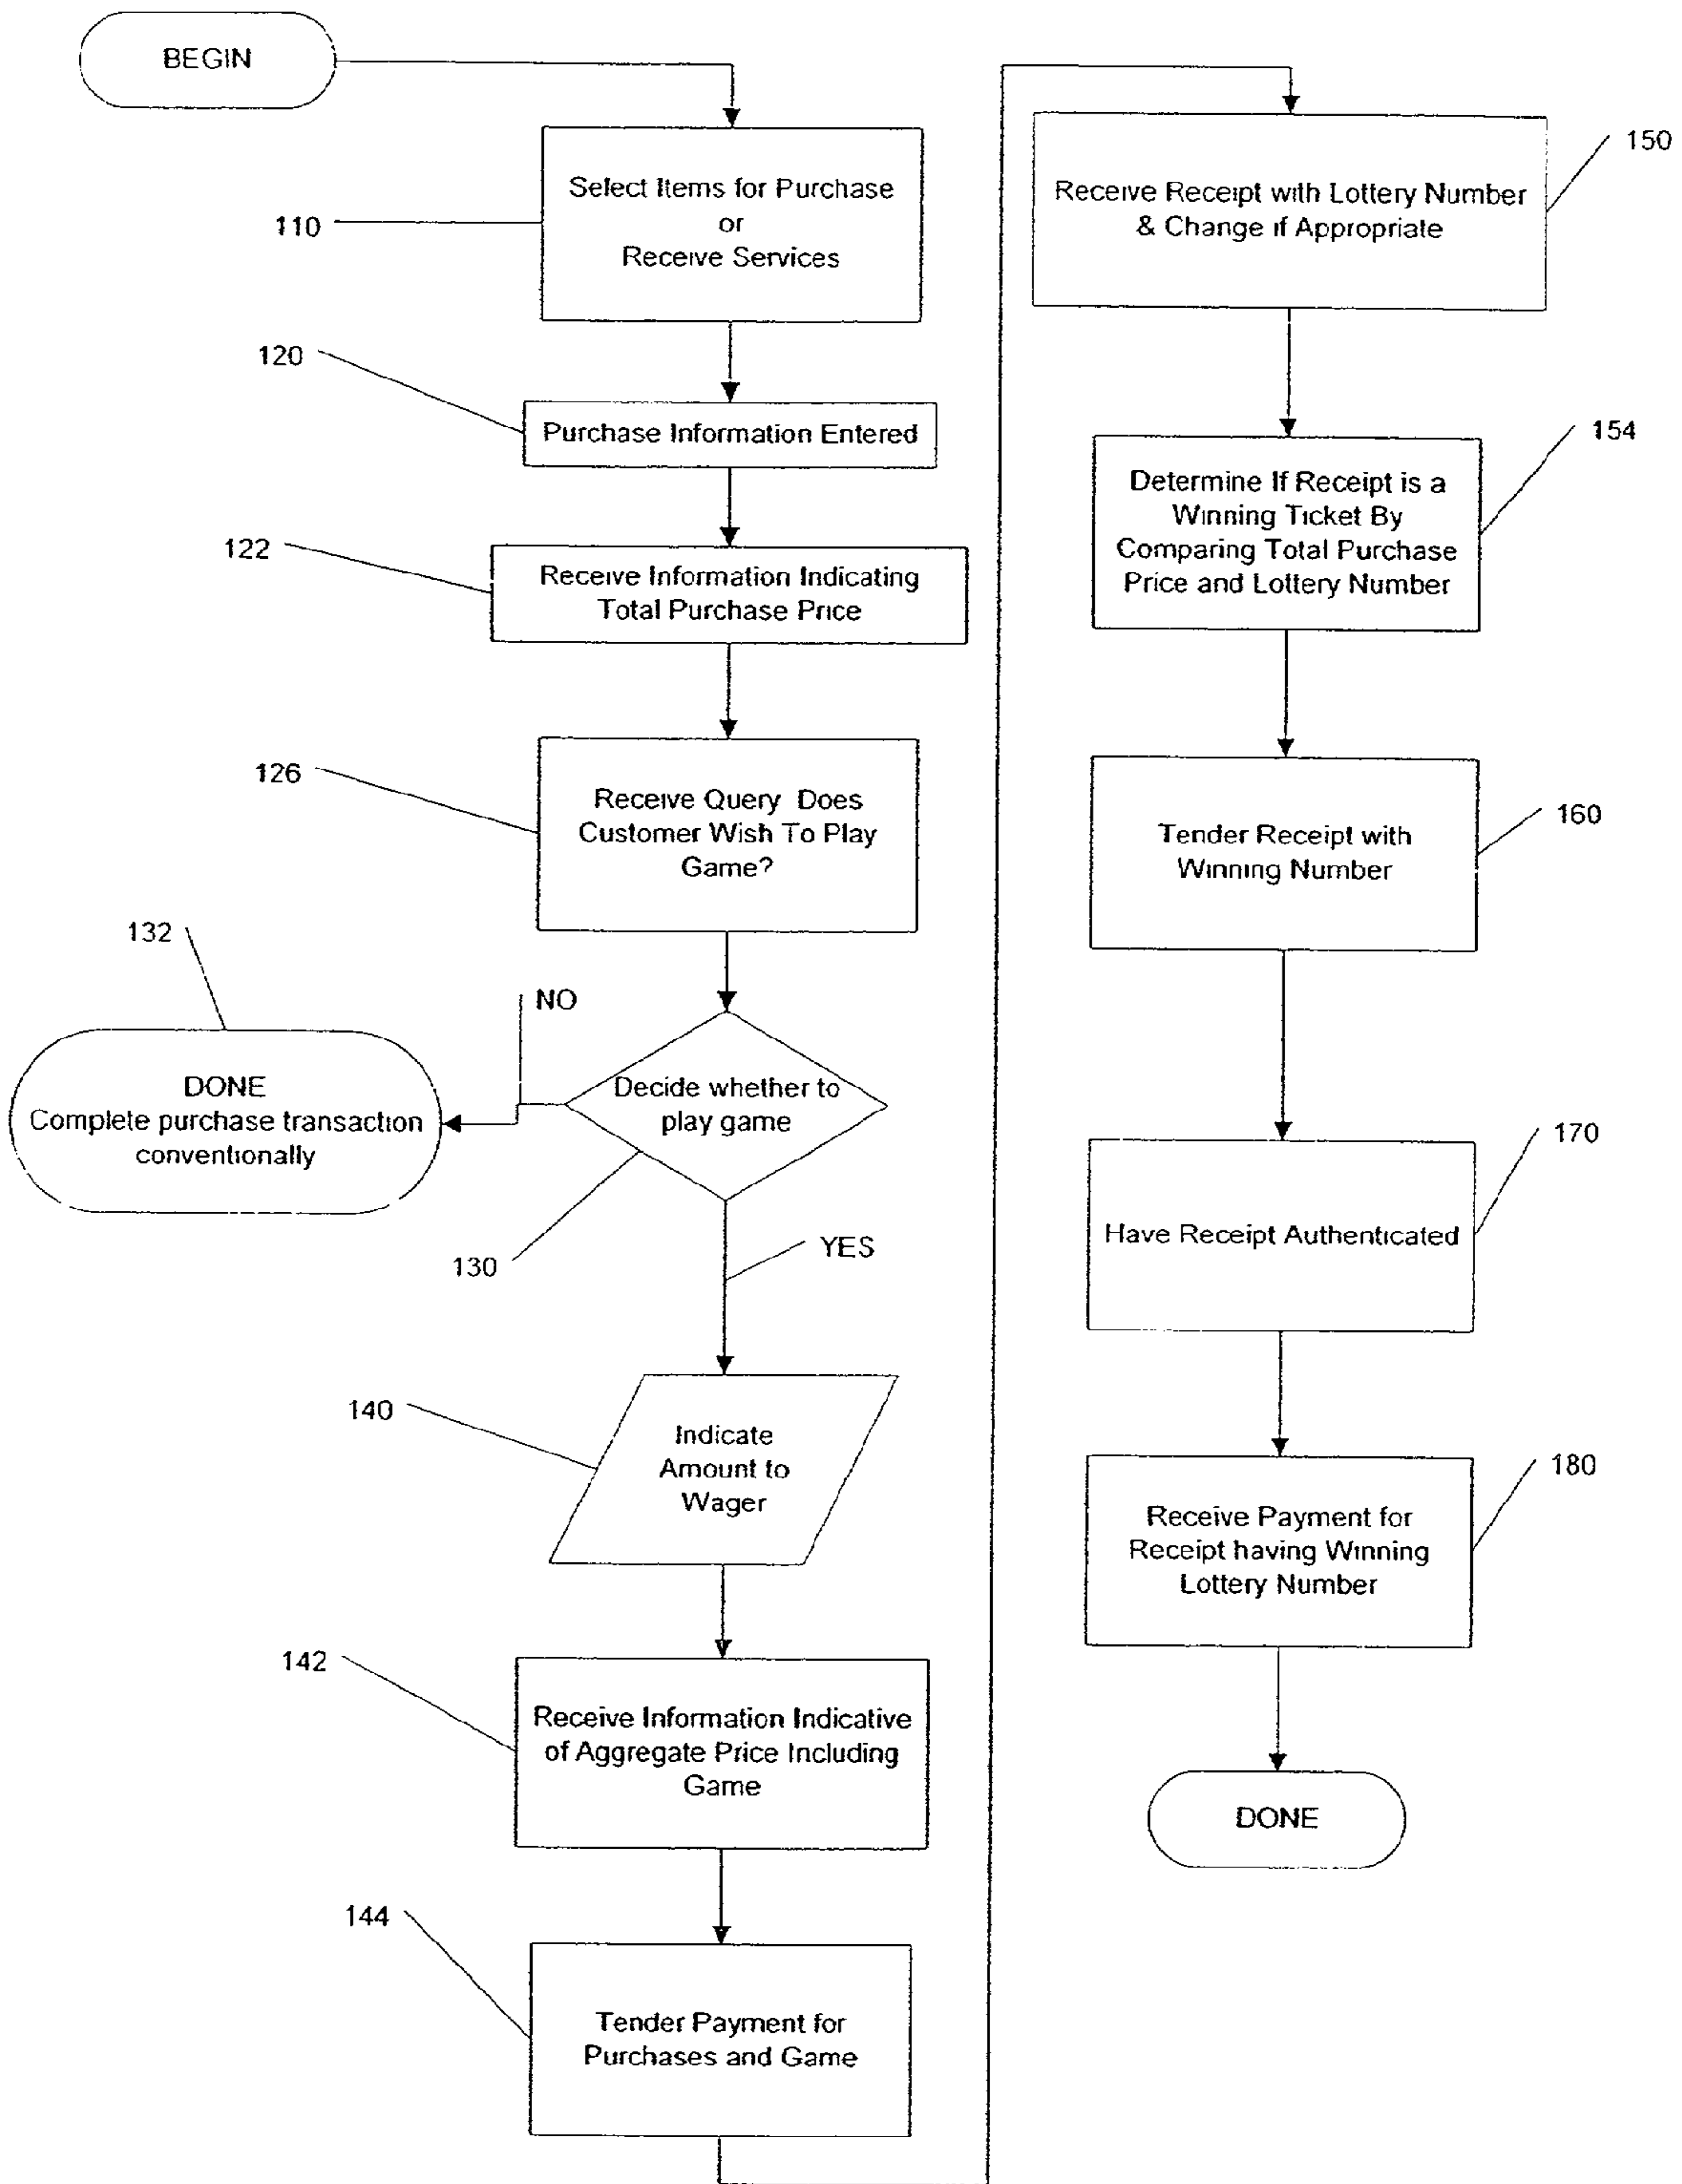 BEGIN
Select Items for Purchase
or
Receive Services
110
120
Purchase Information Entered
122
Receive Information Indicating
Total Purchase Price
126
Receive Query Does
Customer Wish To Play
Game?
132
NO
DONE
Complete purchase transaction
conventionally
Decide whether to
play game
130
YES
140
Indicate
Amount to
Wager
142
Receive Information Indicative
of Aggregate Price Including
Game
144
Tender Payment for
Purchases and Game
150
Receive Receipt with Lottery Number
& Change if Appropriate
154
Determine If Receipt is a
Winning Ticket By
Comparing Total Purchase
Price and Lottery Number
160
Tender Receipt with
Winning Number
170
Have Receipt Authenticated
180
Receive Payment for
Receipt having Winning
Lottery Number
DONE